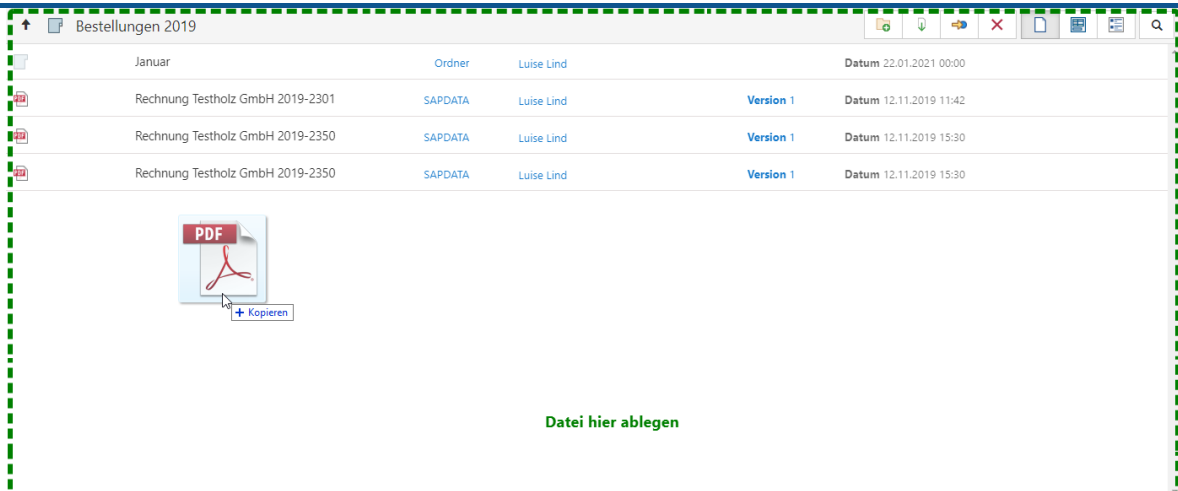 Bestellungen 2019
Januar Ordner Luise Lind Datum 22.01.2021 00:00
PDF Rechnung Testholz GmbH 2019-2301 SAPDATA Luise Lind Version 1 Datum 12.11.2019 11:42
PDF Rechnung Testholz GmbH 2019-2350 SAPDATA Luise Lind Version 1 Datum 12.11.2019 15:30
PDF Rechnung Testholz GmbH 2019-2350 SAPDATA Luise Lind Version 1 Datum 12.11.2019 15:30
PDF
+ Kopieren
Datei hier ablegen